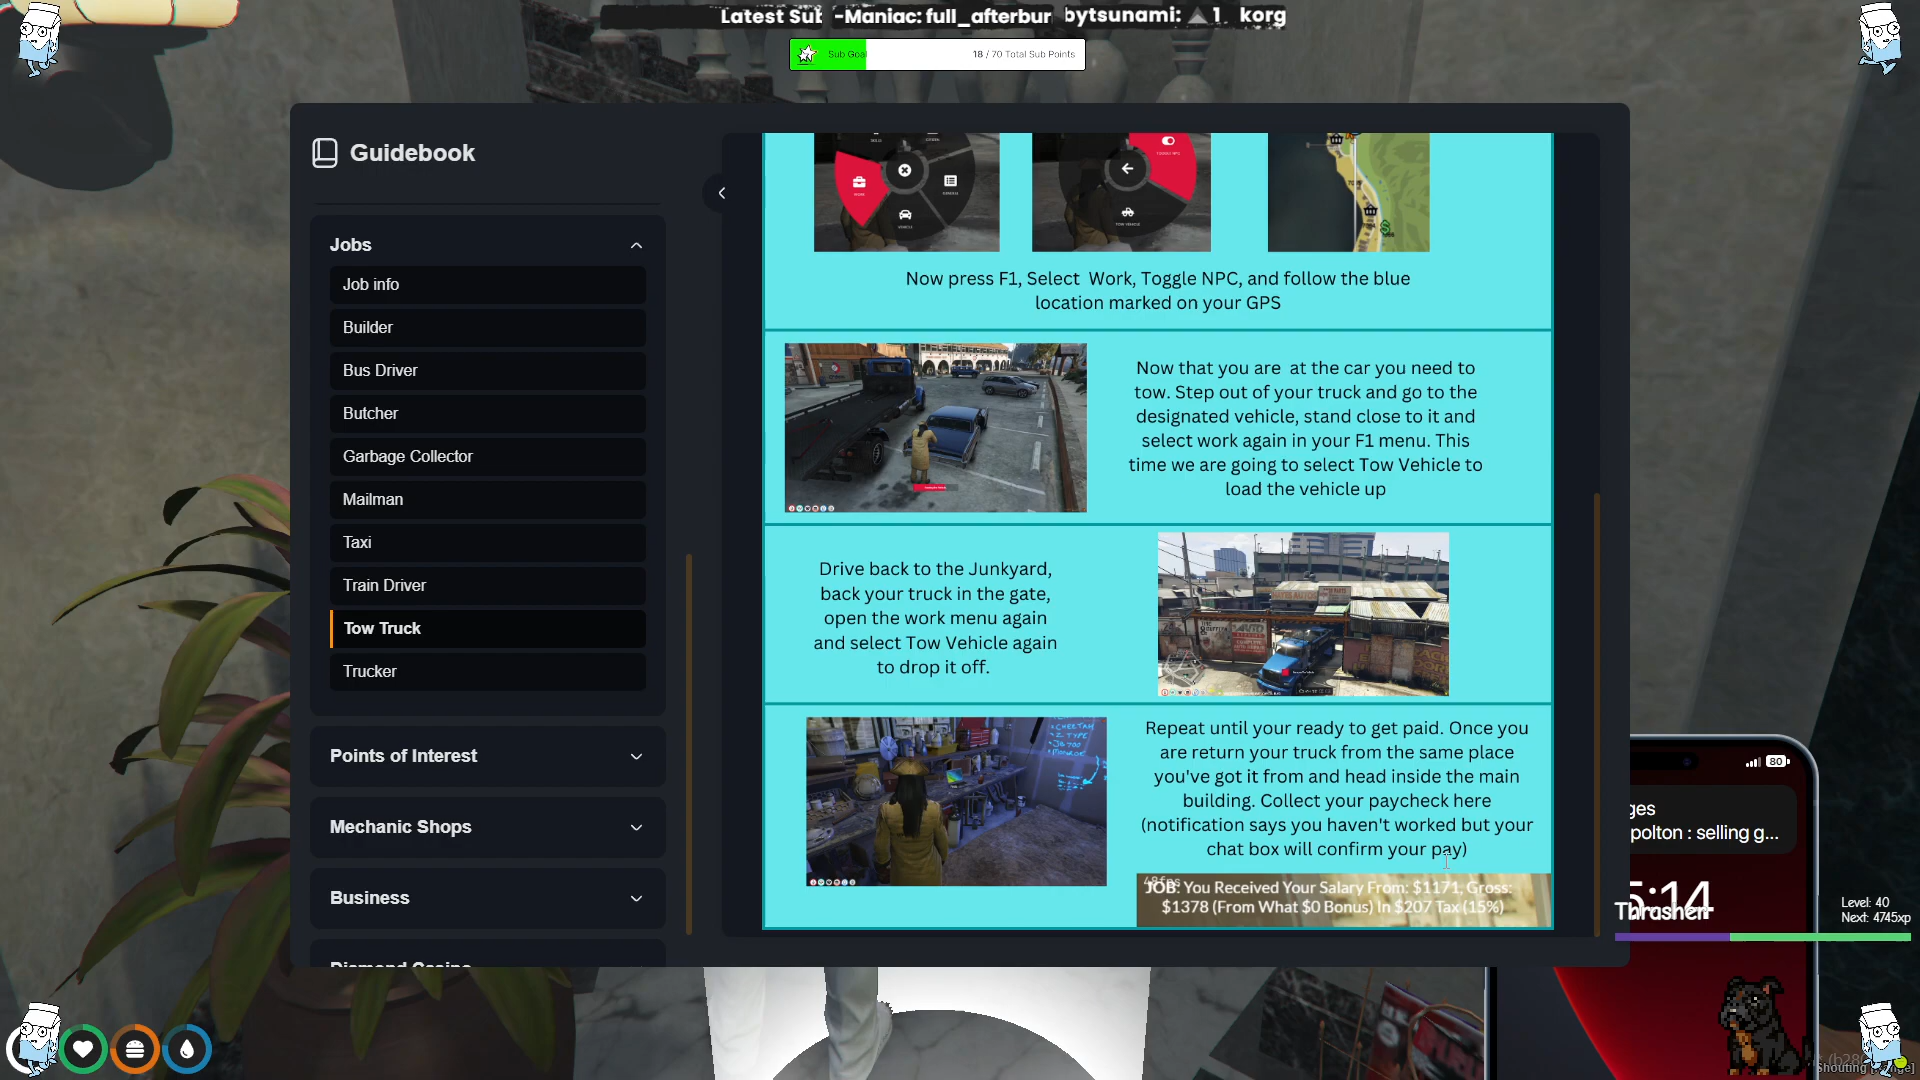 Latest Sub -Maniac: full_afterbur bytsunami: 1 korg
Sub Goal 18 / 70 Total Sub Points
Guidebook
Jobs
Job info
Builder
Bus Driver
Butcher
Garbage Collector
Mailman
Taxi
Train Driver
Tow Truck
Trucker
Points of Interest
Mechanic Shops
Business
Diamond Casino
Now press F1, Select Work, Toggle NPC, and follow the blue
location marked on your GPS
Now that you are at the car you need to
tow. Step out of your truck and go to the
designated vehicle, stand close to it and
select work again in your F1 menu. This
time we are going to select Tow Vehicle to
load the vehicle up
Drive back to the Junkyard,
back your truck in the gate,
open the work menu again
and select Tow Vehicle again
to drop it off.
Repeat until your ready to get paid. Once you
are return your truck from the same place
you've got it from and head inside the main
building. Collect your paycheck here
(notification says you haven't worked but your
chat box will confirm your pay)
48fps
JOB: You Received Your Salary From: $1171, Gross:
$1378 (From What $0 Bonus) In $207 Tax (15%)
80
ges
polton : selling g...
5:14
Thrasherr
Level: 40
Next: 4745xp